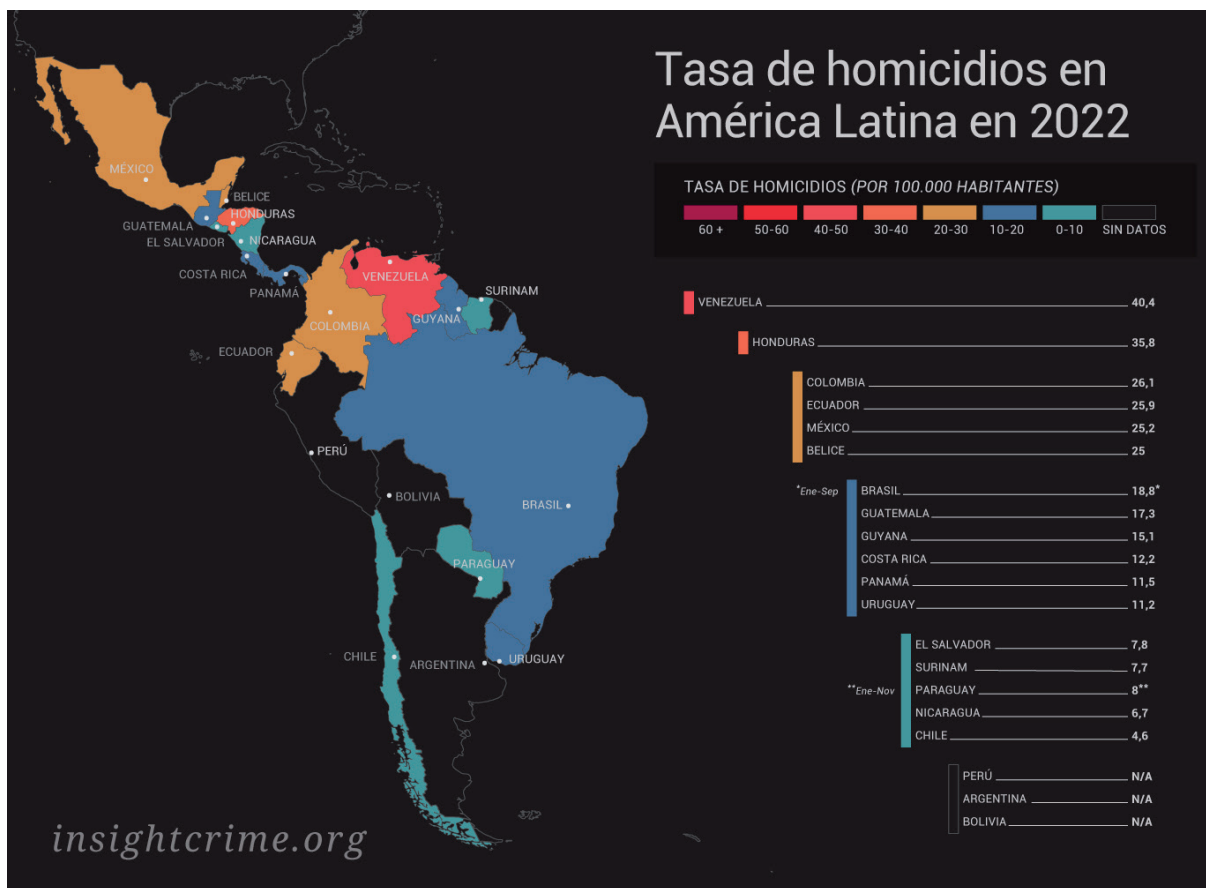 Tasa de homicidios en
América Latina en 2022
TASA DE HOMICIDIOS (POR 100.000 HABITANTES)
60 + 50-60 40-50 30-40 20-30 10-20 0-10 SIN DATOS
MÉXICO
BELICE
HONDURAS
GUATEMALA
EL SALVADOR
NICARAGUA
COSTA RICA
PANAMÁ
VENEZUELA
SURINAM
GUYANA
COLOMBIA
ECUADOR
PERÚ
BOLIVIA
BRASIL
PARAGUAY
CHILE
ARGENTINA
URUGUAY
VENEZUELA 40,4
HONDURAS 35,8
COLOMBIA 26,1
ECUADOR 25,9
MÉXICO 25,2
BELICE 25
*Ene-Sep BRASIL 18,8*
GUATEMALA 17,3
GUYANA 15,1
COSTA RICA 12,2
PANAMÁ 11,5
URUGUAY 11,2
EL SALVADOR 7,8
SURINAM 7,7
**Ene-Nov PARAGUAY 8**
NICARAGUA 6,7
CHILE 4,6
PERÚ N/A
ARGENTINA N/A
BOLIVIA N/A
insightcrime.org